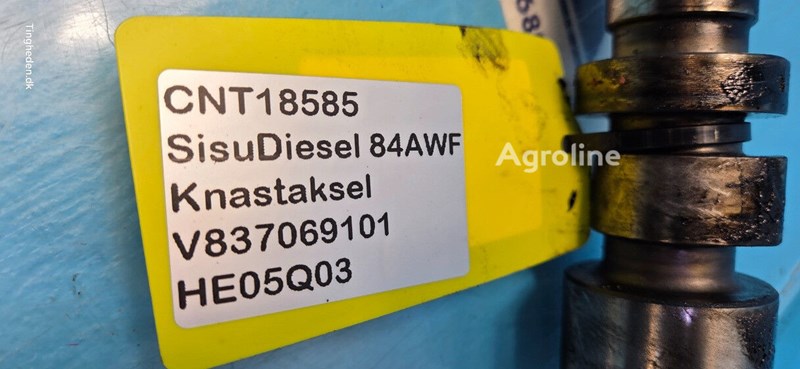 Tingheden.dk
CNT18585
SisuDiesel 84AWF
Knastaksel
V837069101
HE05Q03
Agroline